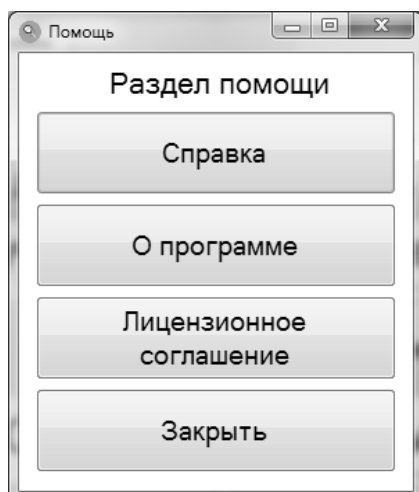 Помощь
Раздел помощи
Справка
О программе
Лицензионное
соглашение
Закрыть